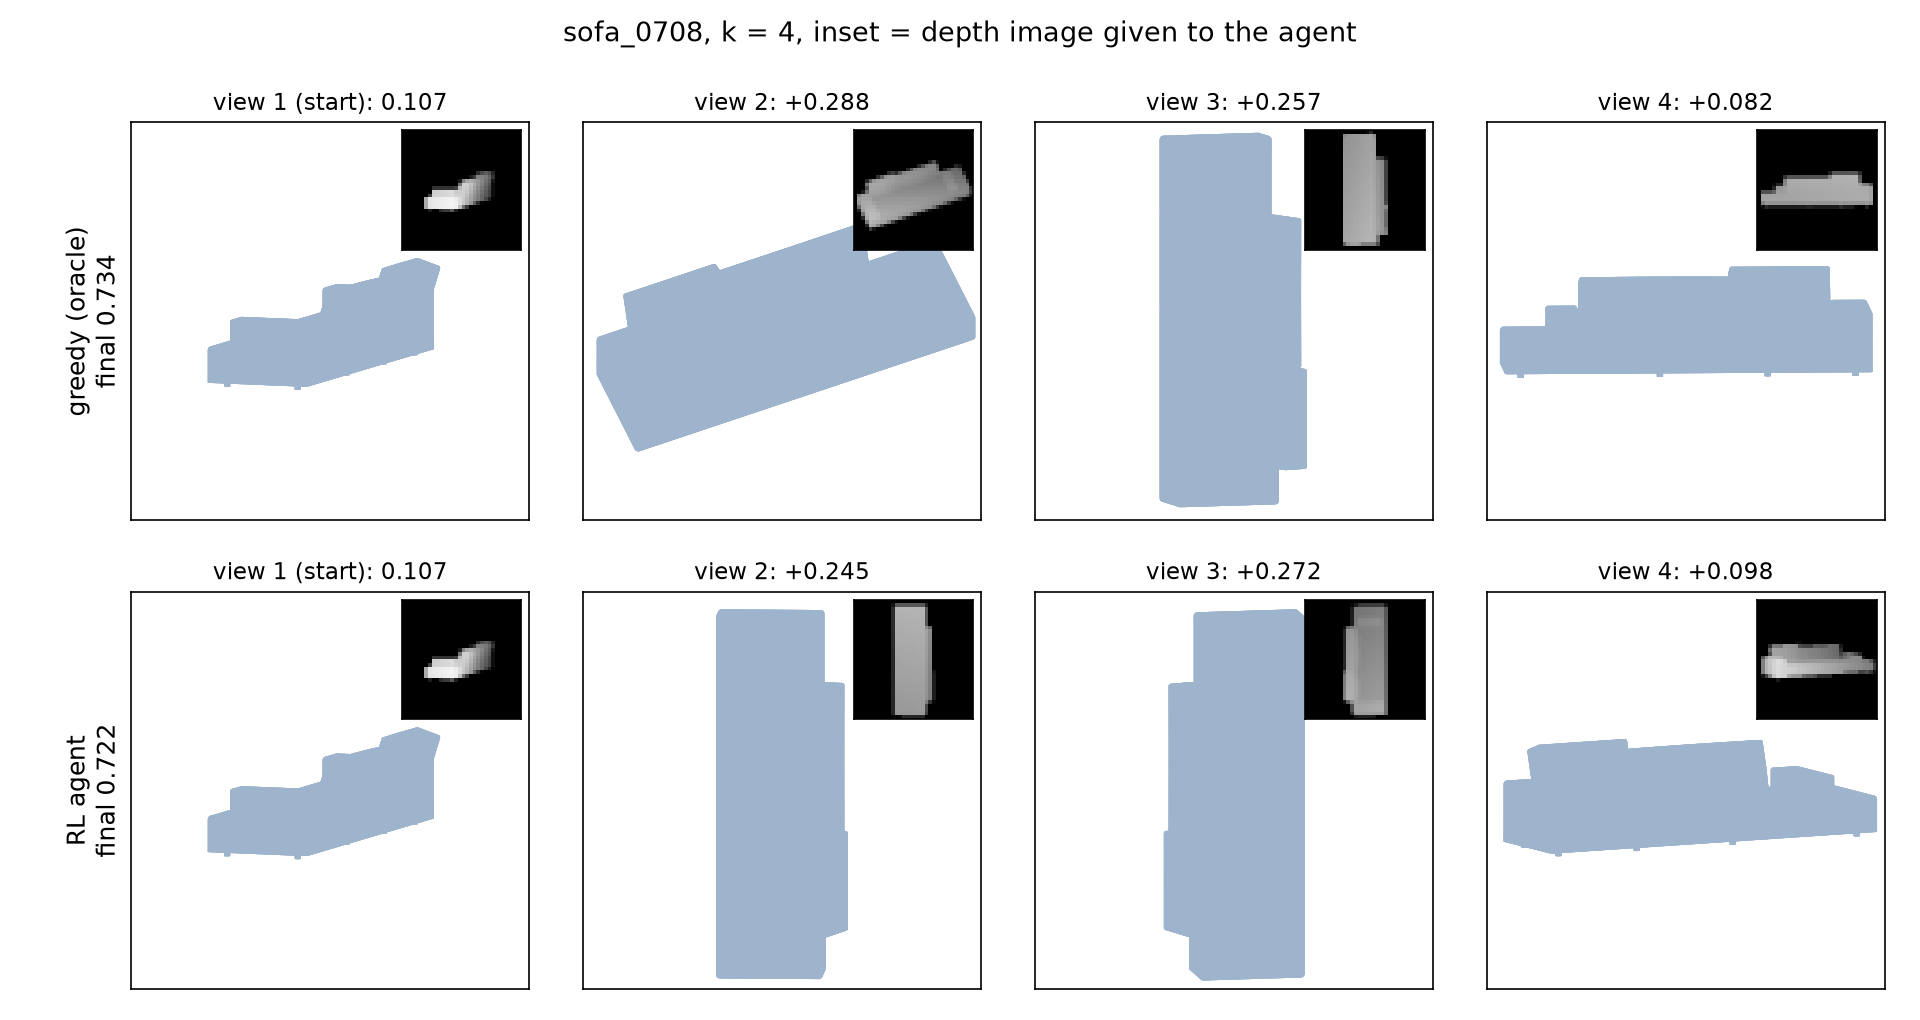 sofa_0708, k = 4, inset = depth image given to the agent
greedy (oracle)
final 0.734
view 1 (start): 0.107
view 2: +0.288
view 3: +0.257
view 4: +0.082
RL agent
final 0.722
view 1 (start): 0.107
view 2: +0.245
view 3: +0.272
view 4: +0.098